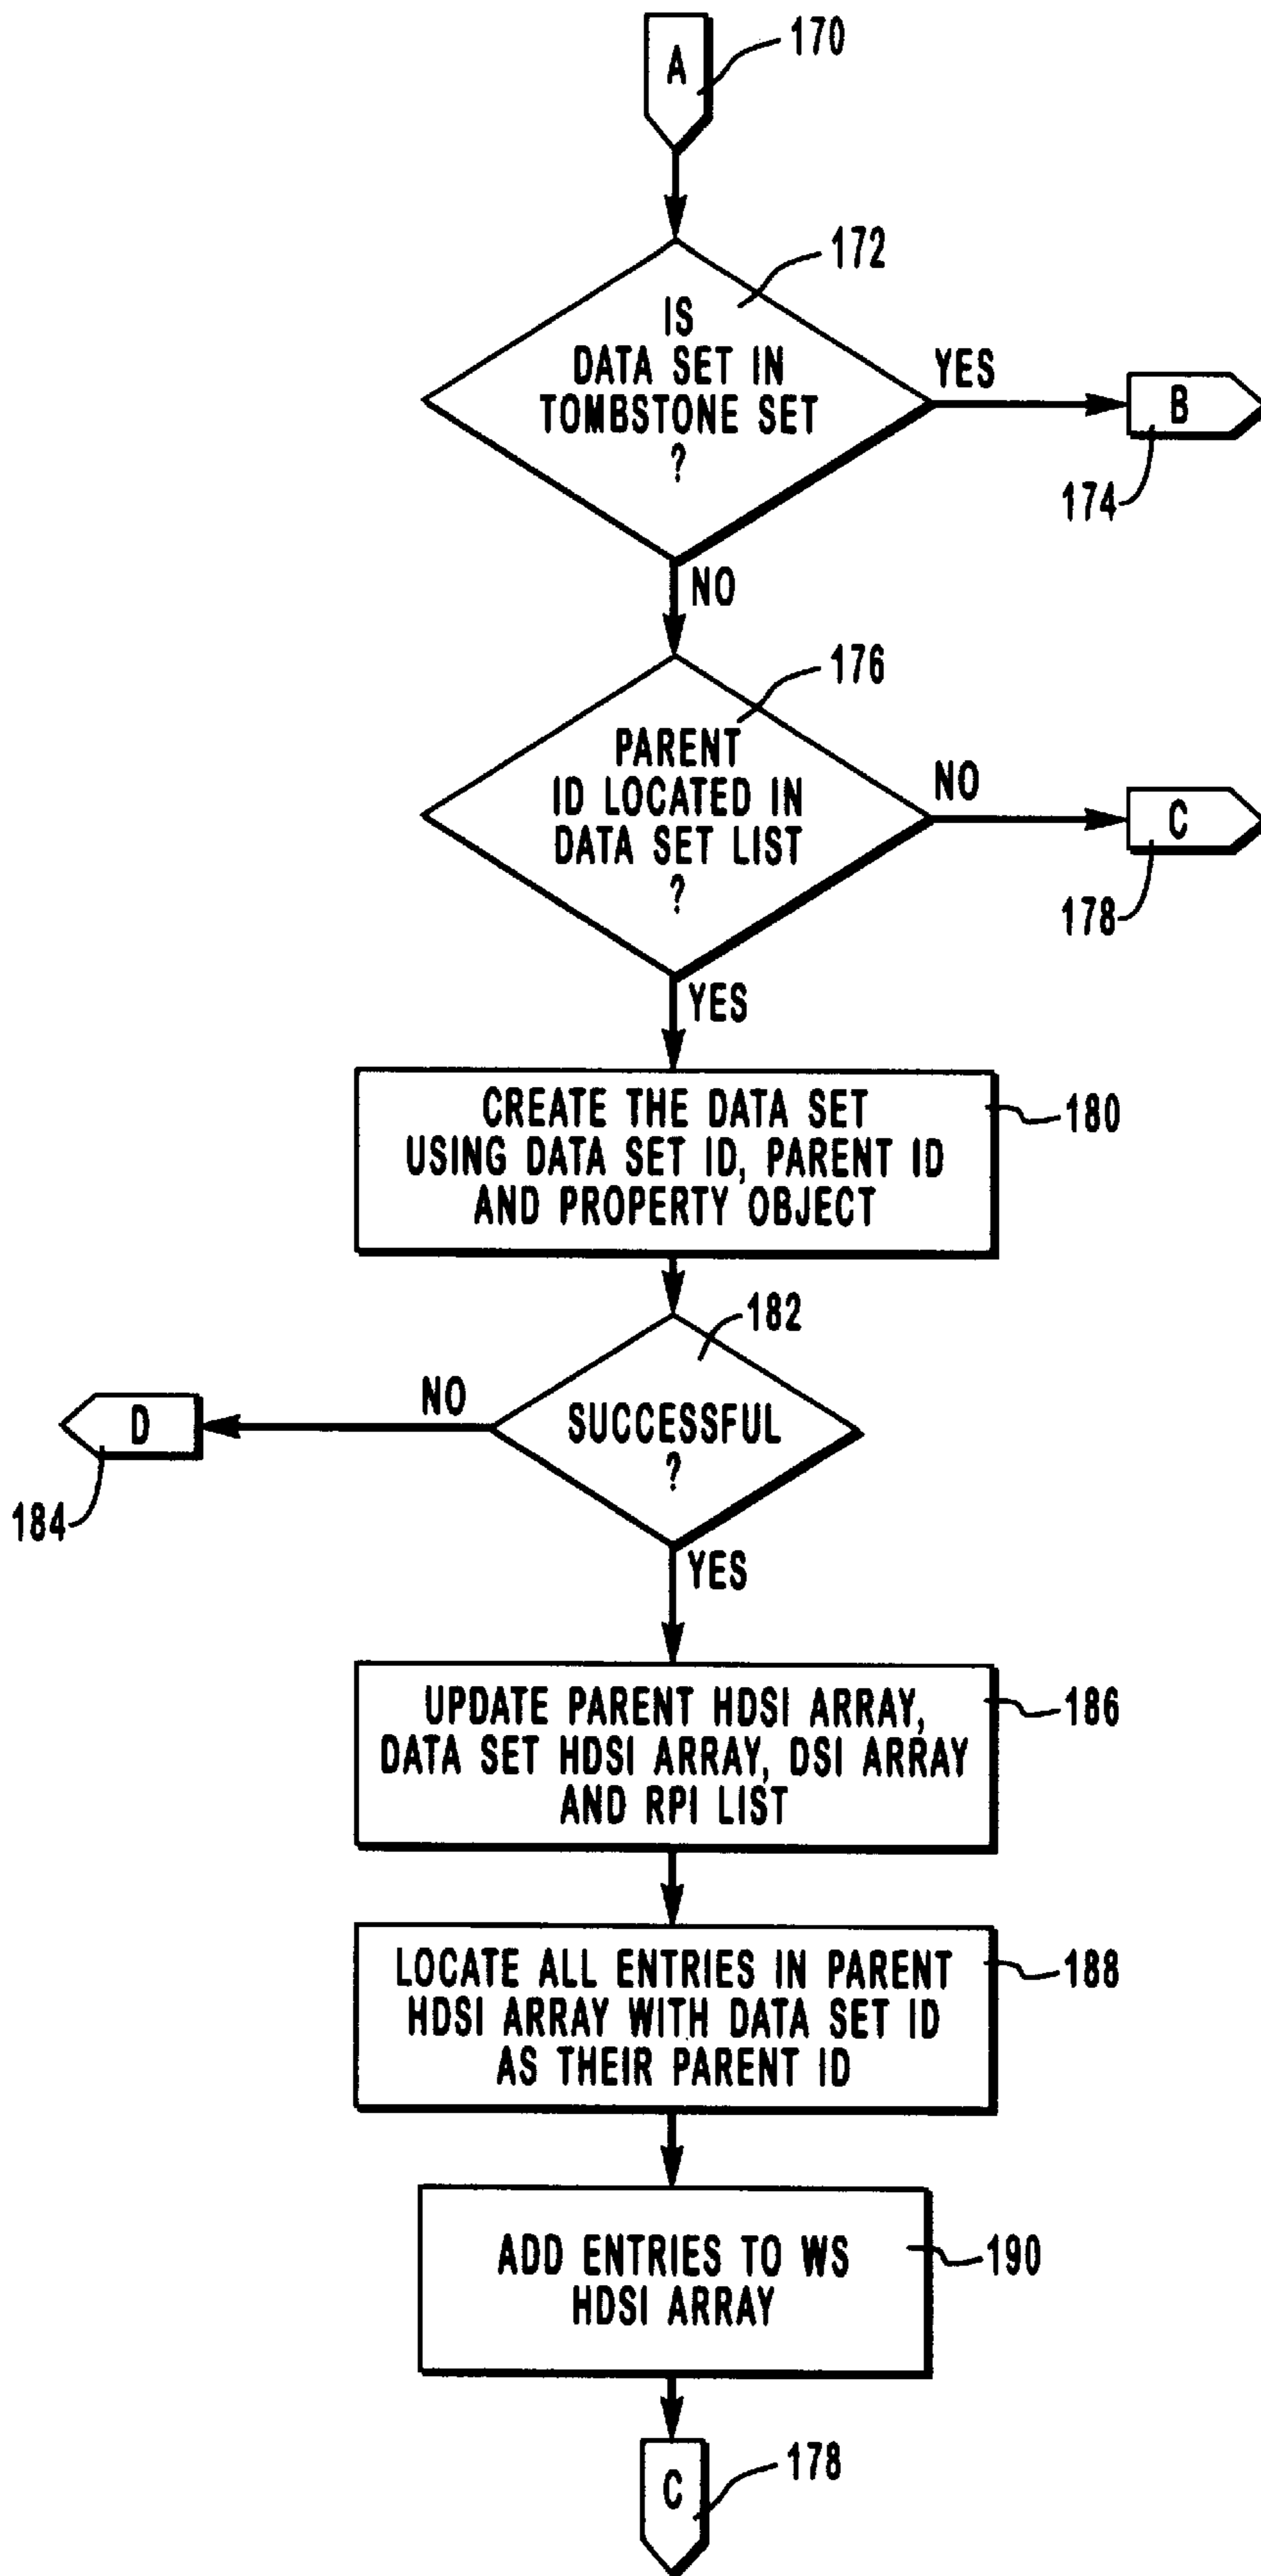 A
170
172
IS
DATA SET IN
TOMBSTONE SET
?
YES
B
174
NO
176
PARENT
ID LOCATED IN
DATA SET LIST
?
NO
C
178
YES
CREATE THE DATA SET
USING DATA SET ID, PARENT ID
AND PROPERTY OBJECT
180
182
SUCCESSFUL
?
NO
D
184
YES
UPDATE PARENT HDSI ARRAY,
DATA SET HDSI ARRAY, DSI ARRAY
AND RPI LIST
186
LOCATE ALL ENTRIES IN PARENT
HDSI ARRAY WITH DATA SET ID
AS THEIR PARENT ID
188
ADD ENTRIES TO WS
HDSI ARRAY
190
C
178